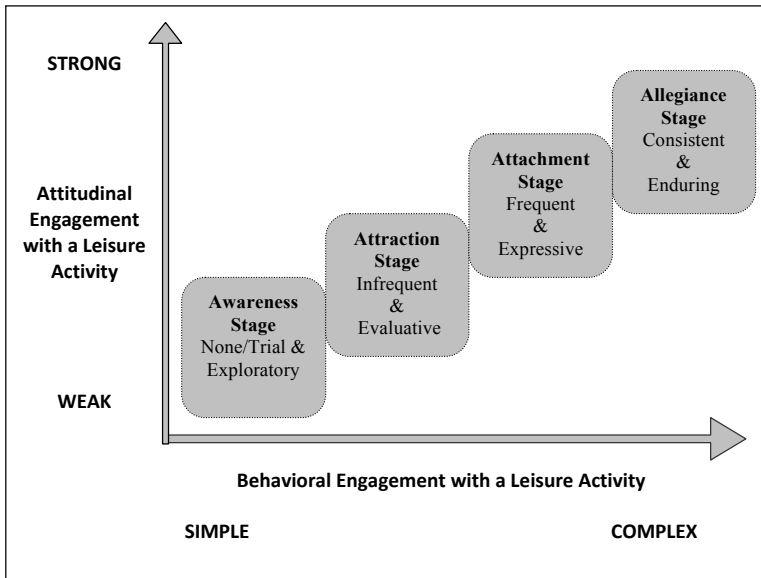 STRONG
Attitudinal
Engagement
with a Leisure
Activity
WEAK
Awareness
Stage
None/Trial &
Exploratory
Attraction
Stage
Infrequent
&
Evaluative
Attachment
Stage
Frequent
&
Expressive
Allegiance
Stage
Consistent
&
Enduring
Behavioral Engagement with a Leisure Activity
SIMPLE
COMPLEX